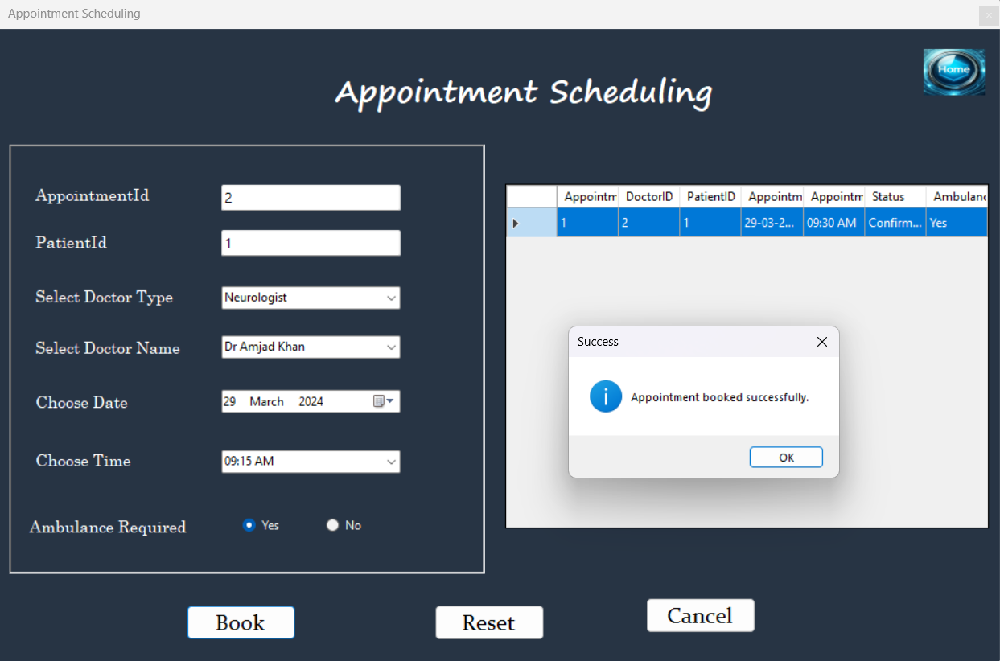 Appointment Scheduling
Home
Appointment Scheduling
AppointmentId 2
PatientId 1
Select Doctor Type Neurologist
Select Doctor Name Dr Amjad Khan
Choose Date 29 March 2024
Choose Time 09:15 AM
Ambulance Required Yes No
Appointm DoctorID PatientID Appointm Appointm Status Ambulanc
1 2 1 29-03-2... 09:30 AM Confirm... Yes
Success
Appointment booked successfully.
OK
Book Reset Cancel